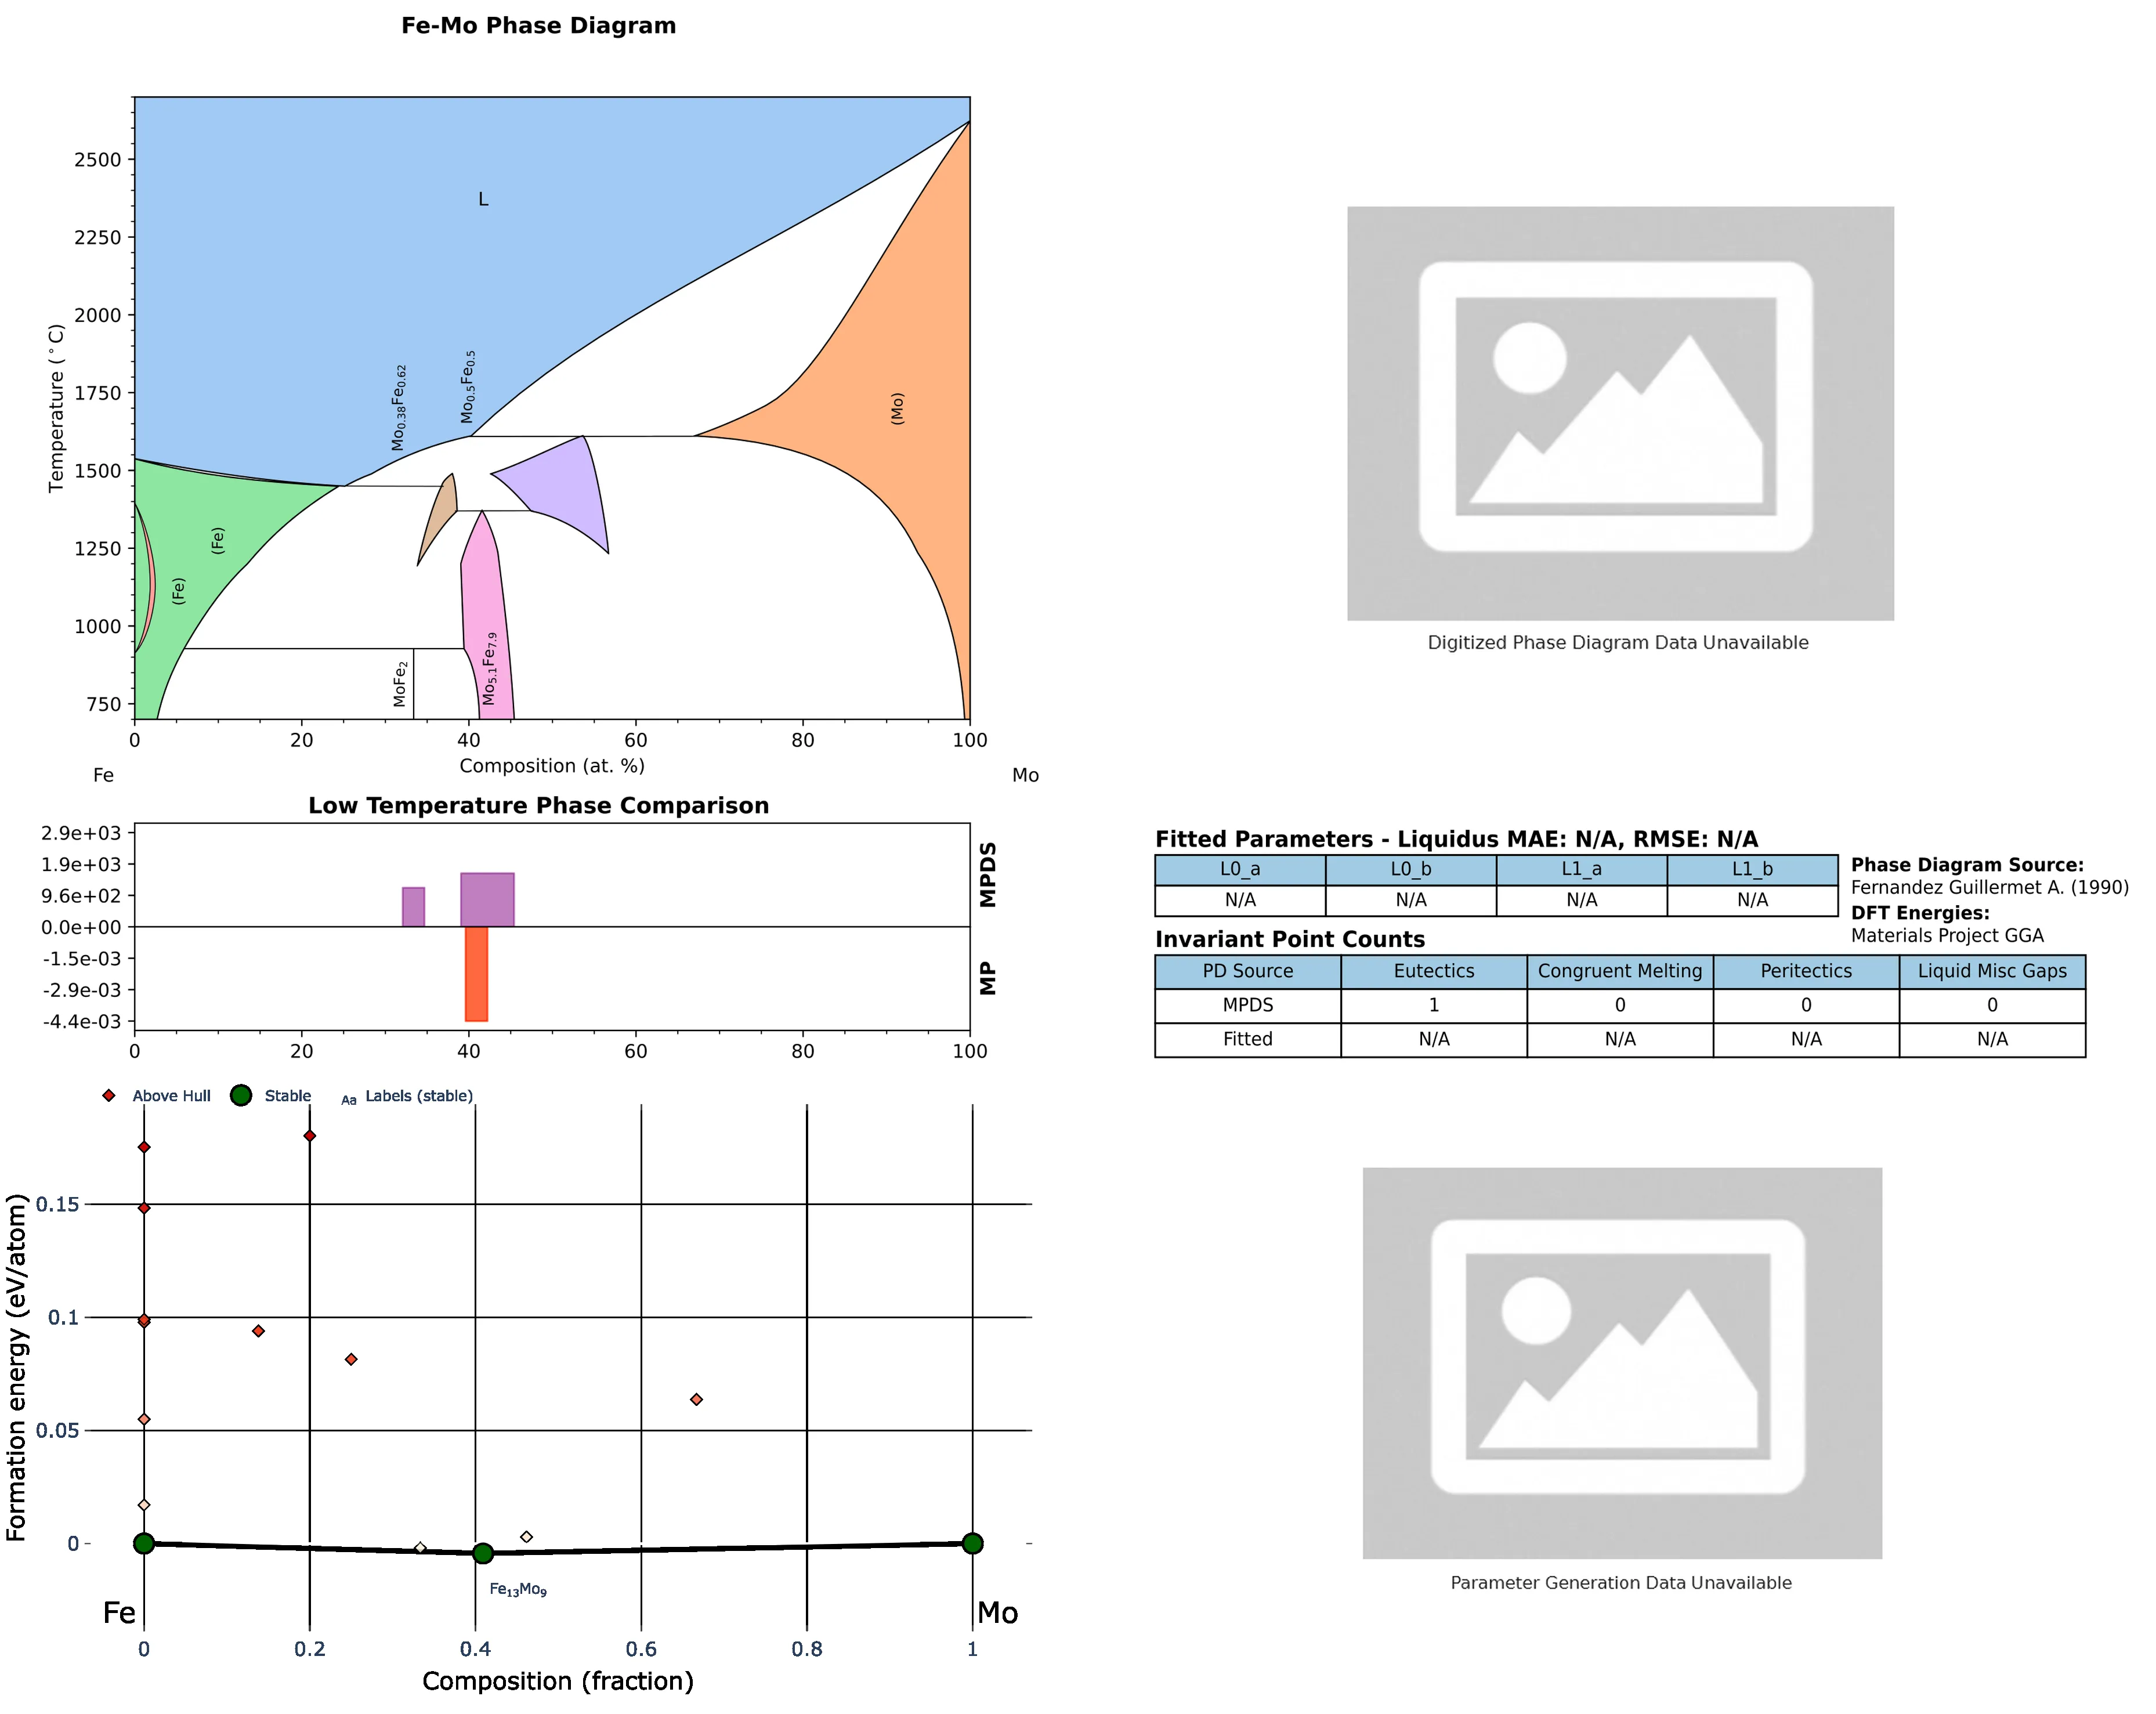 Fe-Mo Phase Diagram
2500
2250
2000
1750
1500
1250
1000
750
Temperature (°C)
L
Mo0.38Fe0.62
Mo0.5Fe0.5
(Mo)
(Fe)
(Fe)
MoFe2
Mo5.1Fe7.9
0 20 40 60 80 100
Composition (at. %)
Fe Mo
Digitized Phase Diagram Data Unavailable
Low Temperature Phase Comparison
2.9e+03
1.9e+03
9.6e+02
0.0e+00
-1.5e-03
-2.9e-03
-4.4e-03
MPDS
MP
0 20 40 60 80 100
Fitted Parameters - Liquidus MAE: N/A, RMSE: N/A
L0_a L0_b L1_a L1_b
N/A N/A N/A N/A
Phase Diagram Source:
Fernandez Guillermet A. (1990)
DFT Energies:
Materials Project GGA
Invariant Point Counts
PD Source Eutectics Congruent Melting Peritectics Liquid Misc Gaps
MPDS 1 0 0 0
Fitted N/A N/A N/A N/A
Above Hull Stable Aa Labels (stable)
0.15
0.1
0.05
0
Formation energy (eV/atom)
Fe13Mo9
Fe Mo
0 0.2 0.4 0.6 0.8 1
Composition (fraction)
Parameter Generation Data Unavailable